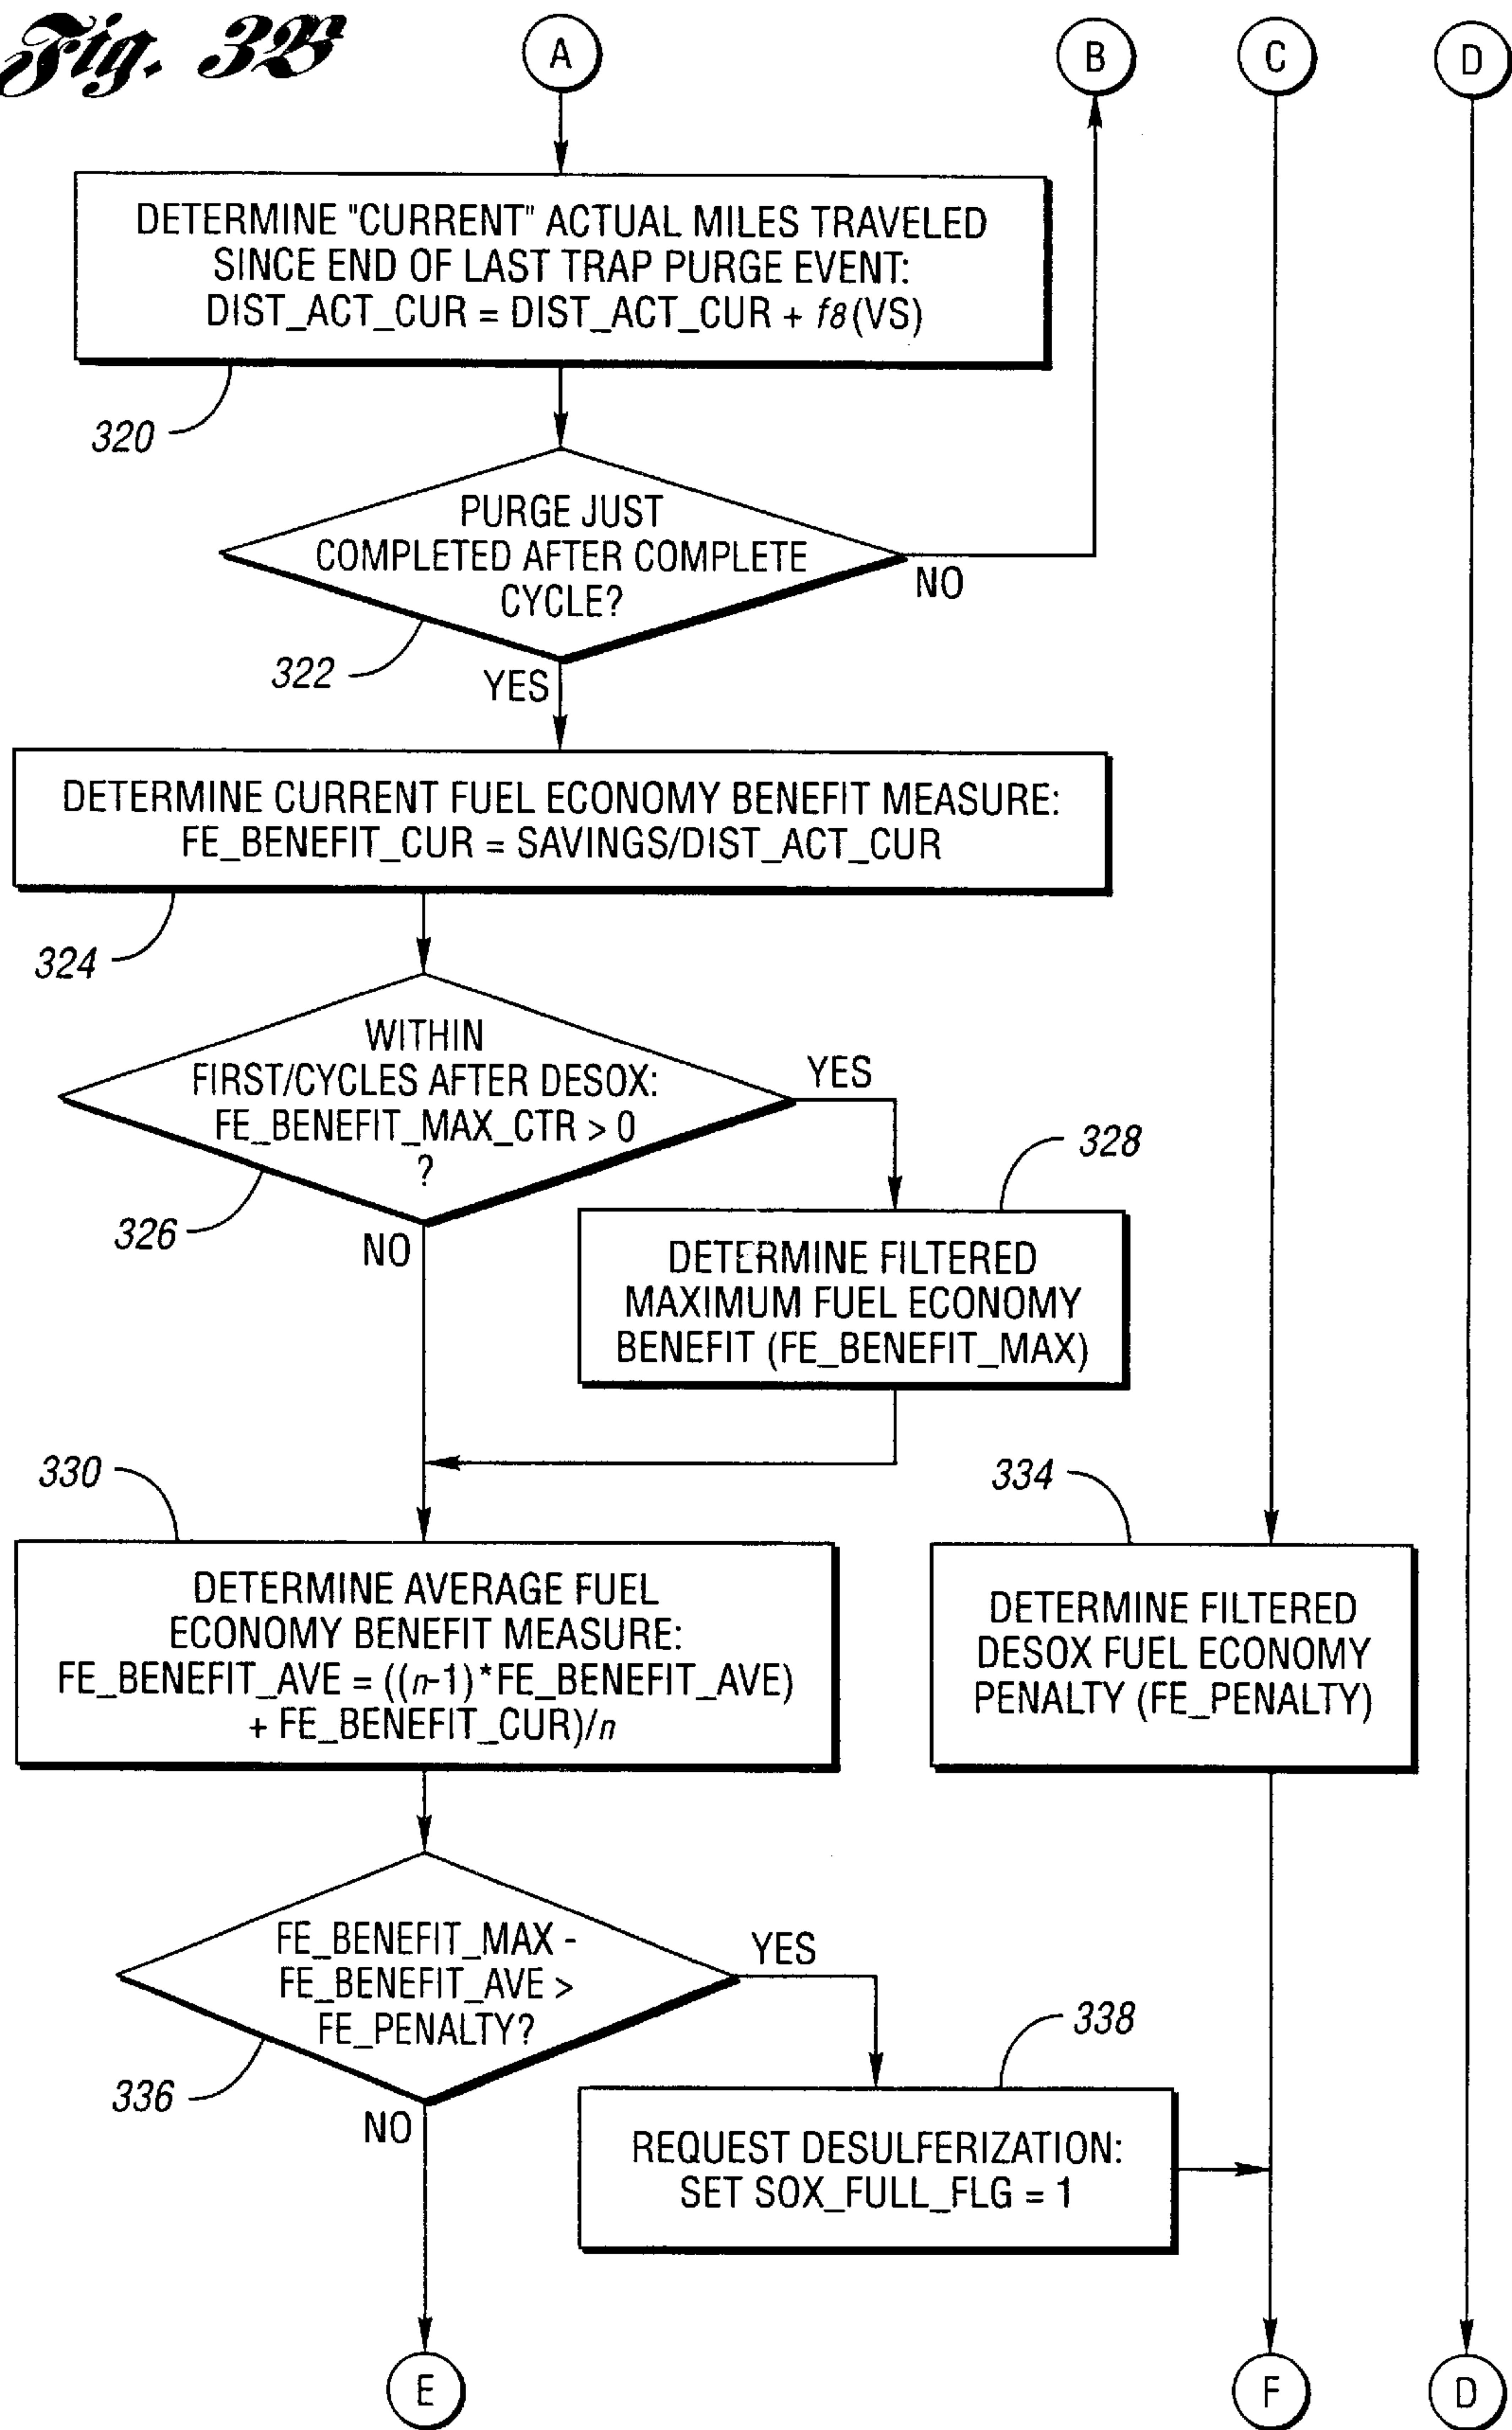 Fig. 3B
A
B
C
D
DETERMINE "CURRENT" ACTUAL MILES TRAVELED
SINCE END OF LAST TRAP PURGE EVENT:
DIST_ACT_CUR = DIST_ACT_CUR + f8(VS)
320
PURGE JUST
COMPLETED AFTER COMPLETE
CYCLE?
NO
322
YES
DETERMINE CURRENT FUEL ECONOMY BENEFIT MEASURE:
FE_BENEFIT_CUR = SAVINGS/DIST_ACT_CUR
324
WITHIN
FIRST/CYCLES AFTER DESOX:
FE_BENEFIT_MAX_CTR > 0
?
YES
326
NO
328
DETERMINE FILTERED
MAXIMUM FUEL ECONOMY
BENEFIT (FE_BENEFIT_MAX)
330
DETERMINE AVERAGE FUEL
ECONOMY BENEFIT MEASURE:
FE_BENEFIT_AVE = ((n-1)*FE_BENEFIT_AVE)
+ FE_BENEFIT_CUR)/n
334
DETERMINE FILTERED
DESOX FUEL ECONOMY
PENALTY (FE_PENALTY)
FE_BENEFIT_MAX -
FE_BENEFIT_AVE >
FE_PENALTY?
YES
336
NO
338
REQUEST DESULFERIZATION:
SET SOX_FULL_FLG = 1
E
F
D